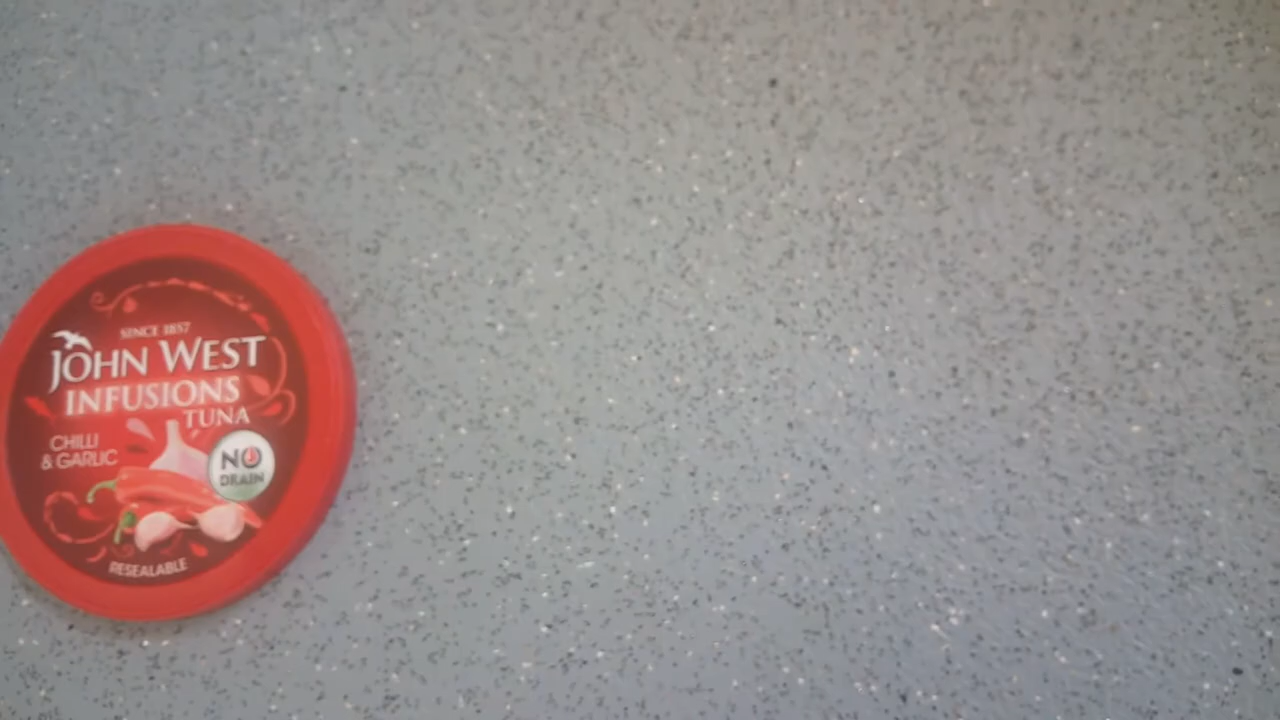 SINCE 1857
JOHN WEST
INFUSIONS
TUNA
CHILLI
& GARLIC
NO
DRAIN
RESEALABLE